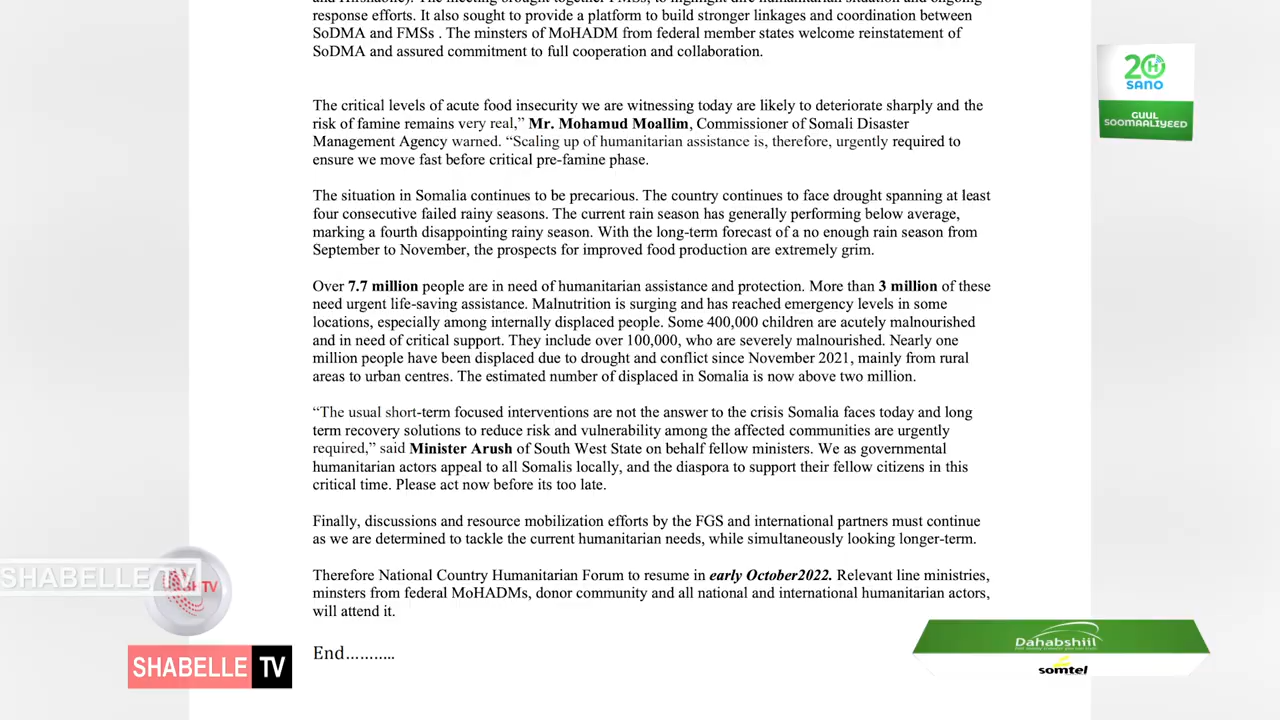 and Hirshabelle). The meeting brought together FMSs, to highlight dire humanitarian situation and ongoing
response efforts. It also sought to provide a platform to build stronger linkages and coordination between
SoDMA and FMSs . The minsters of MoHADM from federal member states welcome reinstatement of
SoDMA and assured commitment to full cooperation and collaboration.
The critical levels of acute food insecurity we are witnessing today are likely to deteriorate sharply and the
risk of famine remains very real,” Mr. Mohamud Moallim, Commissioner of Somali Disaster
Management Agency warned. “Scaling up of humanitarian assistance is, therefore, urgently required to
ensure we move fast before critical pre-famine phase.
The situation in Somalia continues to be precarious. The country continues to face drought spanning at least
four consecutive failed rainy seasons. The current rain season has generally performing below average,
marking a fourth disappointing rainy season. With the long-term forecast of a no enough rain season from
September to November, the prospects for improved food production are extremely grim.
Over 7.7 million people are in need of humanitarian assistance and protection. More than 3 million of these
need urgent life-saving assistance. Malnutrition is surging and has reached emergency levels in some
locations, especially among internally displaced people. Some 400,000 children are acutely malnourished
and in need of critical support. They include over 100,000, who are severely malnourished. Nearly one
million people have been displaced due to drought and conflict since November 2021, mainly from rural
areas to urban centres. The estimated number of displaced in Somalia is now above two million.
“The usual short-term focused interventions are not the answer to the crisis Somalia faces today and long
term recovery solutions to reduce risk and vulnerability among the affected communities are urgently
required,” said Minister Arush of South West State on behalf fellow ministers. We as governmental
humanitarian actors appeal to all Somalis locally, and the diaspora to support their fellow citizens in this
critical time. Please act now before its too late.
Finally, discussions and resource mobilization efforts by the FGS and international partners must continue
as we are determined to tackle the current humanitarian needs, while simultaneously looking longer-term.
Therefore National Country Humanitarian Forum to resume in early October2022. Relevant line ministries,
minsters from federal MoHADMs, donor community and all national and international humanitarian actors,
will attend it.
End………..
20
SANO
GUUL
SOOMAALIYEED
SHABELLE TV
TV
SHABELLE TV
Dahabshiil
somtel